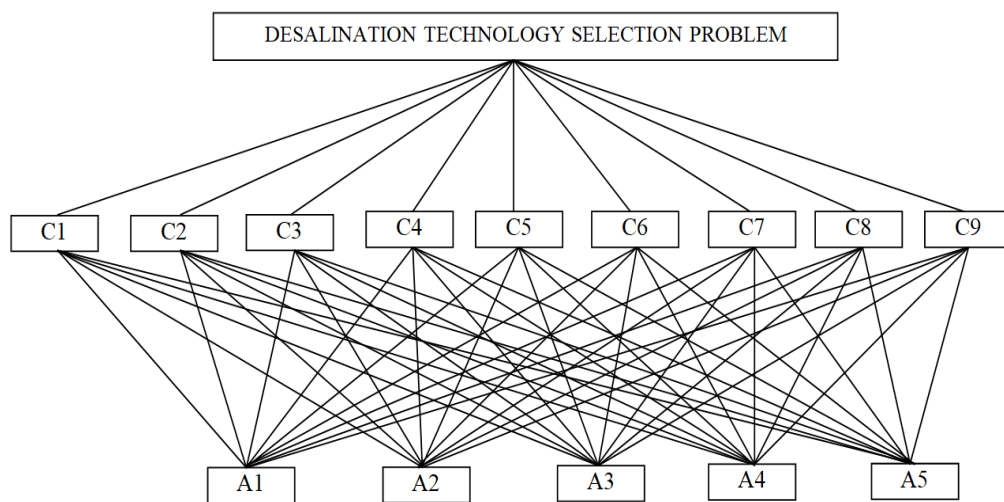 DESALINATION TECHNOLOGY SELECTION PROBLEM
C1 C2 C3 C4 C5 C6 C7 C8 C9
A1 A2 A3 A4 A5